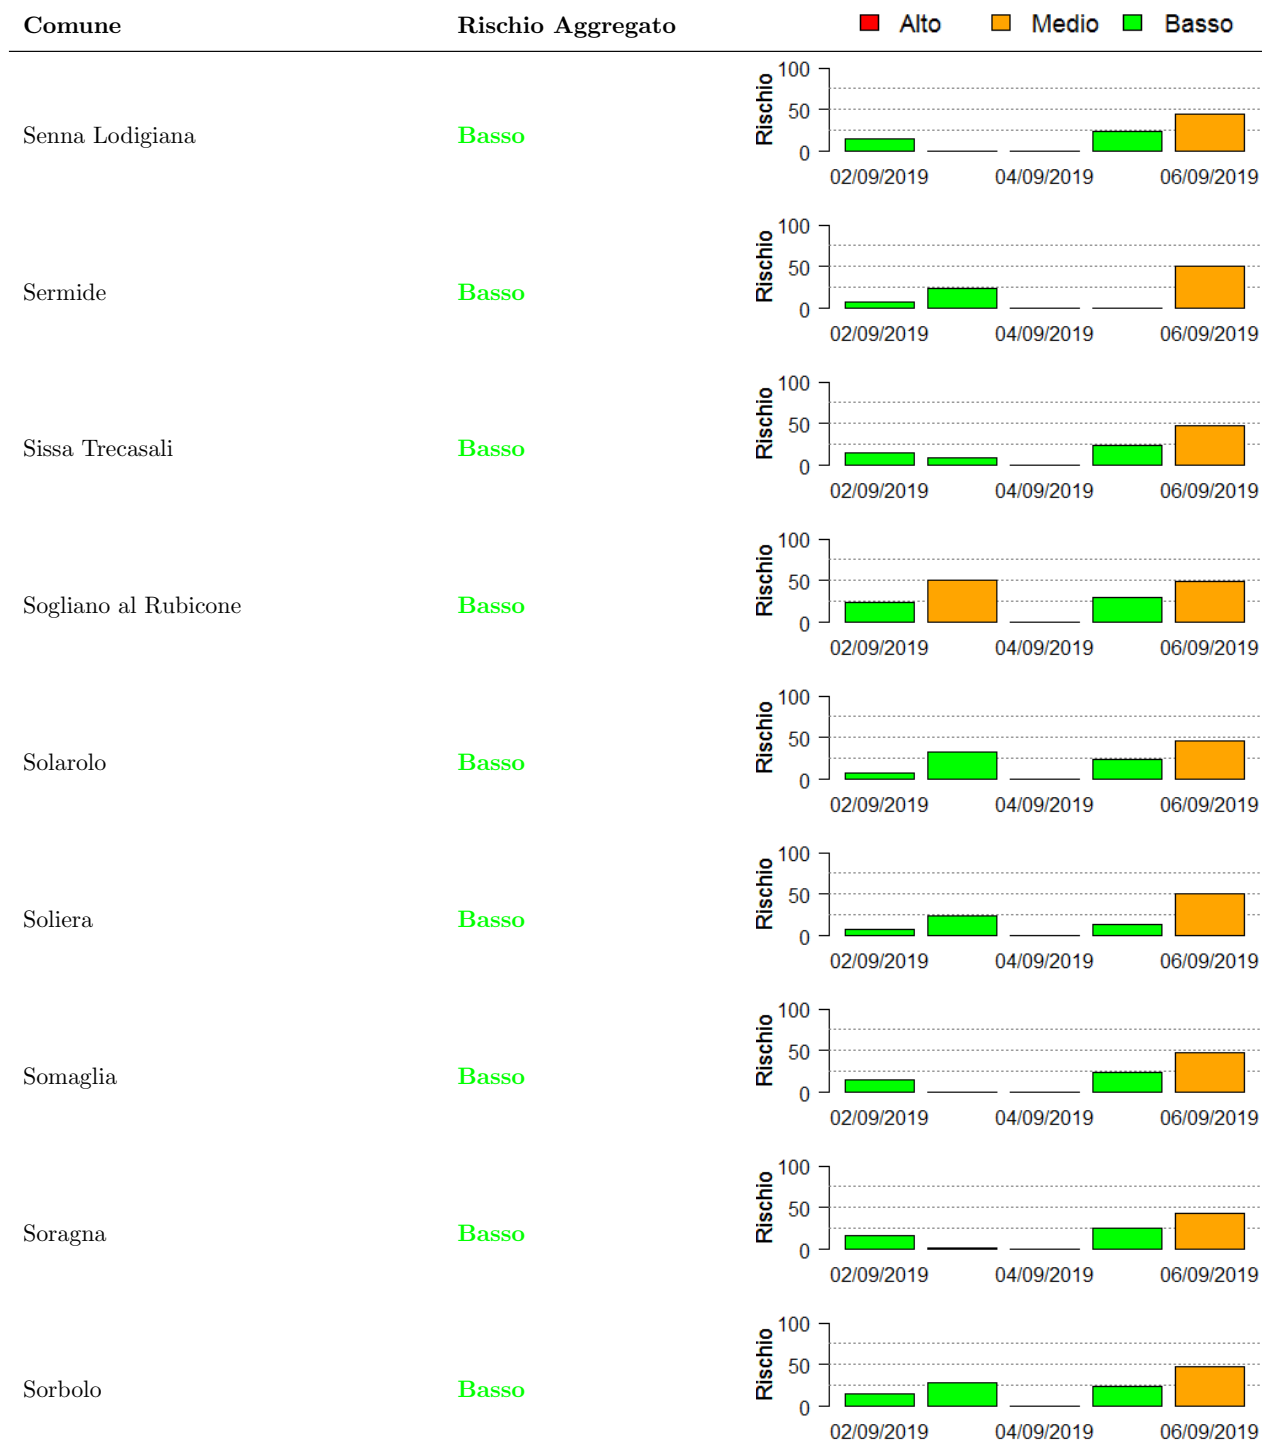 Comune Rischio Aggregato Alto Medio Basso
Senna Lodigiana Basso Rischio 100 50 0
02/09/2019 04/09/2019 06/09/2019
Sermide Basso Rischio 100 50 0
02/09/2019 04/09/2019 06/09/2019
Sissa Trecasali Basso Rischio 100 50 0
02/09/2019 04/09/2019 06/09/2019
Sogliano al Rubicone Basso Rischio 100 50 0
02/09/2019 04/09/2019 06/09/2019
Solarolo Basso Rischio 100 50 0
02/09/2019 04/09/2019 06/09/2019
Soliera Basso Rischio 100 50 0
02/09/2019 04/09/2019 06/09/2019
Somaglia Basso Rischio 100 50 0
02/09/2019 04/09/2019 06/09/2019
Soragna Basso Rischio 100 50 0
02/09/2019 04/09/2019 06/09/2019
Sorbolo Basso Rischio 100 50 0
02/09/2019 04/09/2019 06/09/2019